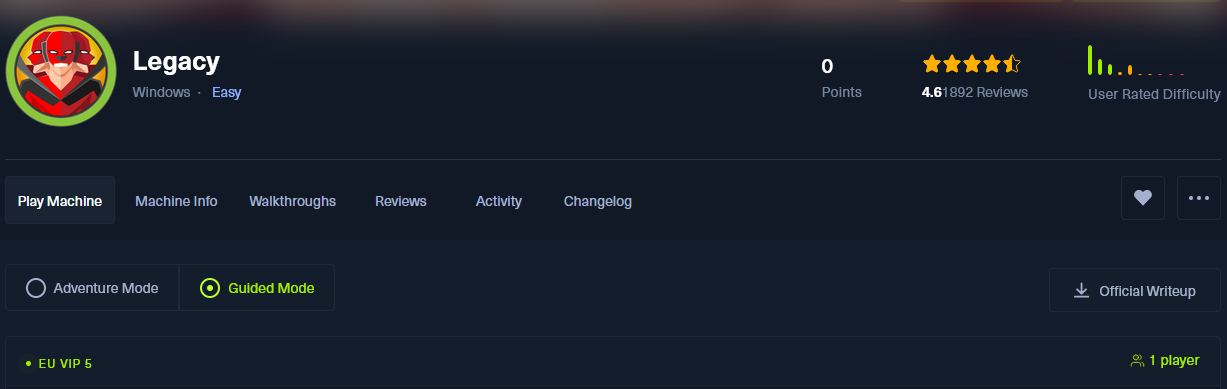 Legacy
Windows · Easy
0
Points
4.61892 Reviews
User Rated Difficulty
Play Machine Machine Info Walkthroughs Reviews Activity Changelog
Adventure Mode Guided Mode Official Writeup
EU VIP 5 1 player